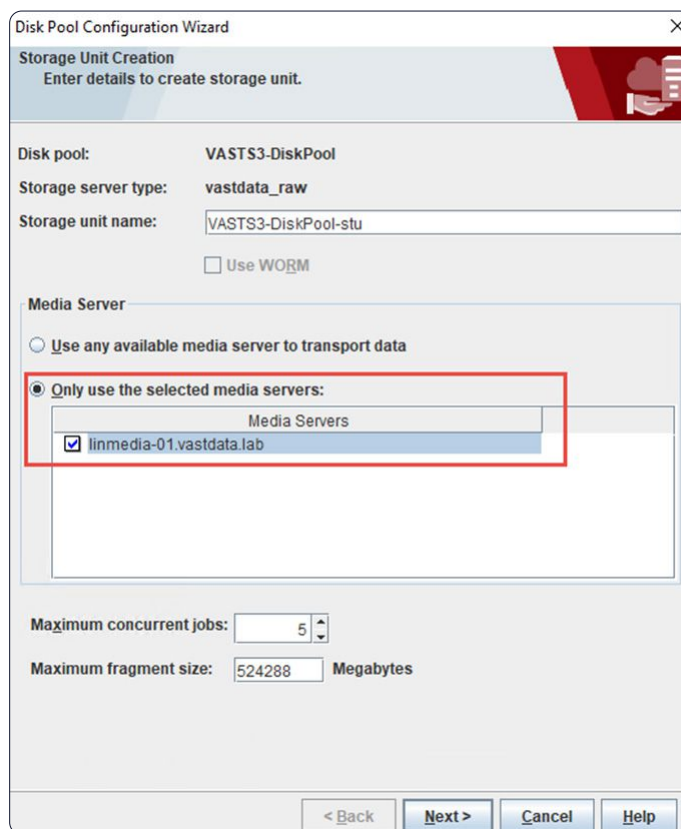 Disk Pool Configuration Wizard
Storage Unit Creation
Enter details to create storage unit.
Disk pool: VASTS3-DiskPool
Storage server type: vastdata_raw
Storage unit name: VASTS3-DiskPool-stu
Use WORM
Media Server
Use any available media server to transport data
Only use the selected media servers:
Media Servers
linmedia-01.vastdata.lab
Maximum concurrent jobs: 5
Maximum fragment size: 524288 Megabytes
< Back Next > Cancel Help